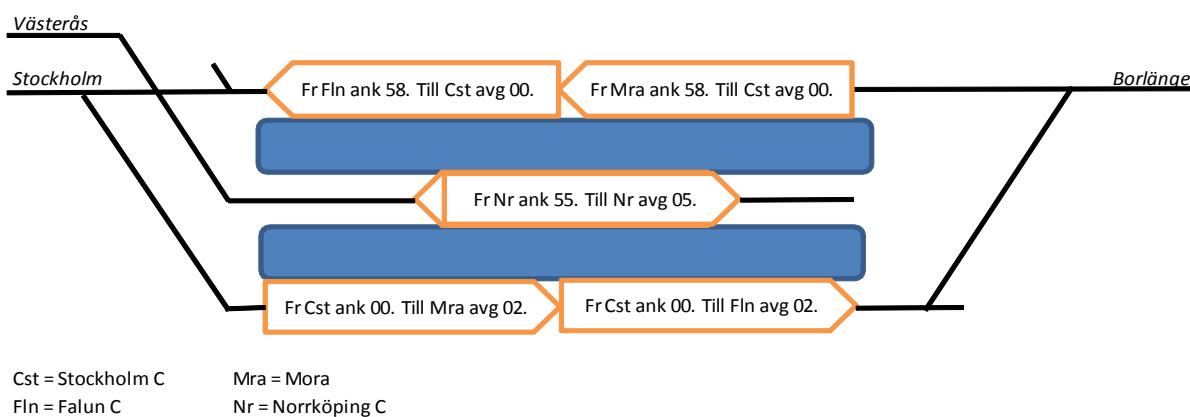 Västerås
Stockholm
Fr Fln ank 58. Till Cst avg 00.
Fr Mra ank 58. Till Cst avg 00.
Borlänge
Fr Nr ank 55. Till Nr avg 05.
Fr Cst ank 00. Till Mra avg 02.
Fr Cst ank 00. Till Fln avg 02.
Cst = Stockholm C
Mra = Mora
Fln = Falun C
Nr = Norrköping C